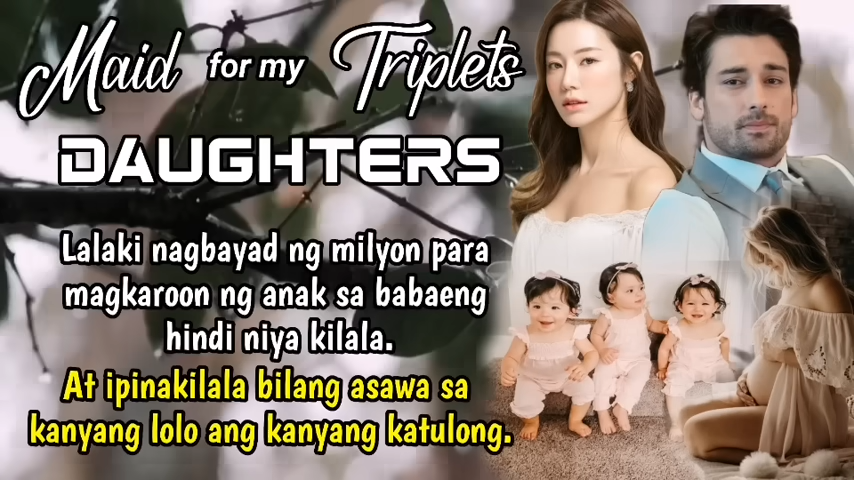 Maid for my Triplets
DAUGHTERS
Lalaki nagbayad ng milyon para
magkaroon ng anak sa babaeng
hindi niya kilala.
At ipinakilala bilang asawa sa
kanyang lolo ang kanyang katulong.